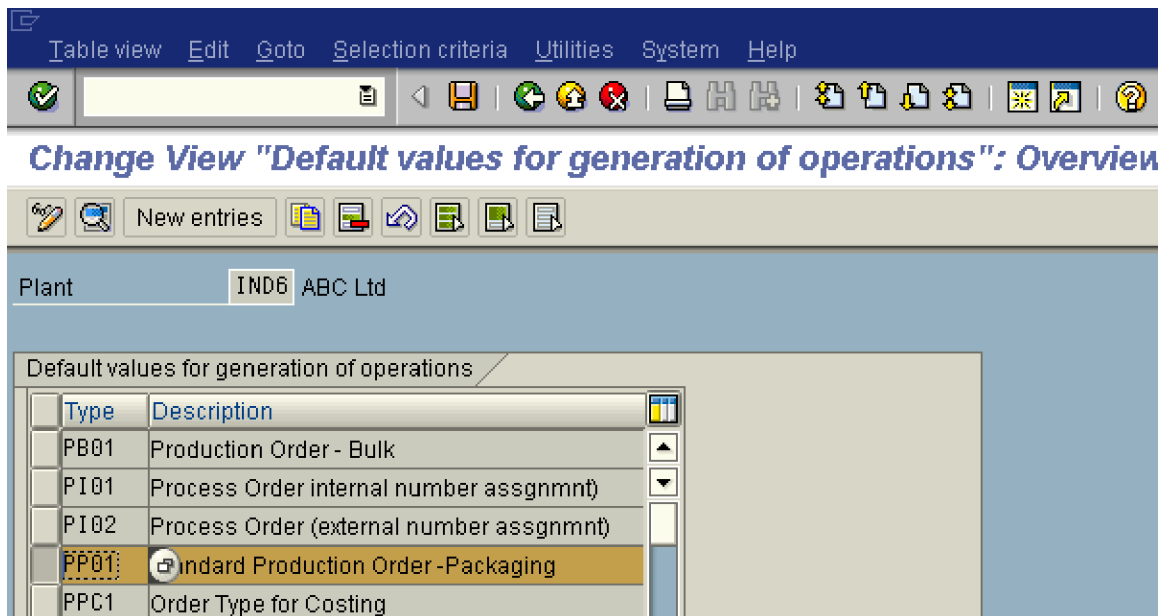 Table view Edit Goto Selection criteria Utilities System Help
Change View "Default values for generation of operations": Overview
New entries
Plant IND6 ABC Ltd
Default values for generation of operations
Type Description
PB01 Production Order - Bulk
PI01 Process Order internal number assgnmnt)
PI02 Process Order (external number assgnmnt)
PP01 ndard Production Order -Packaging
PPC1 Order Type for Costing